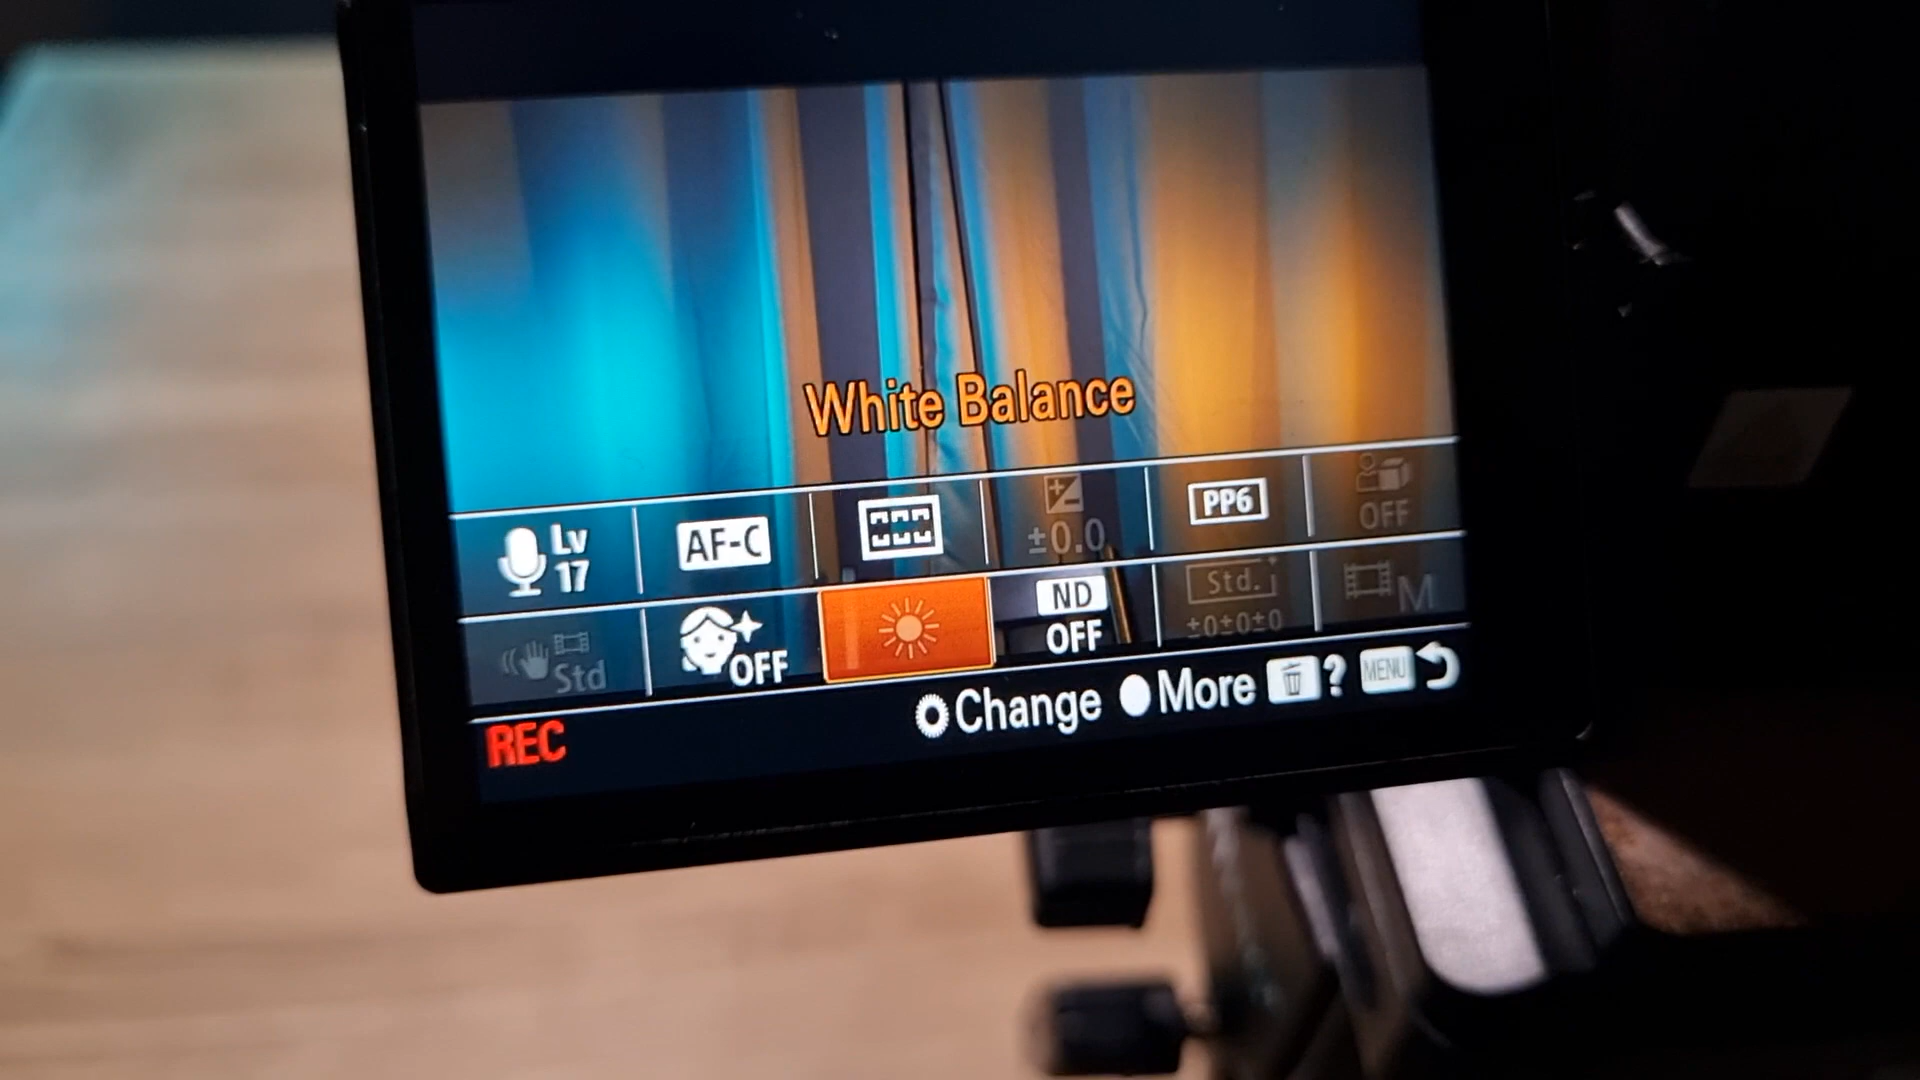 White Balance
Lv
17
AF-C
±0.0
PP6
OFF
Std
OFF
ND
OFF
Std.
±0±0±0
M
REC
Change
More
?
MENU